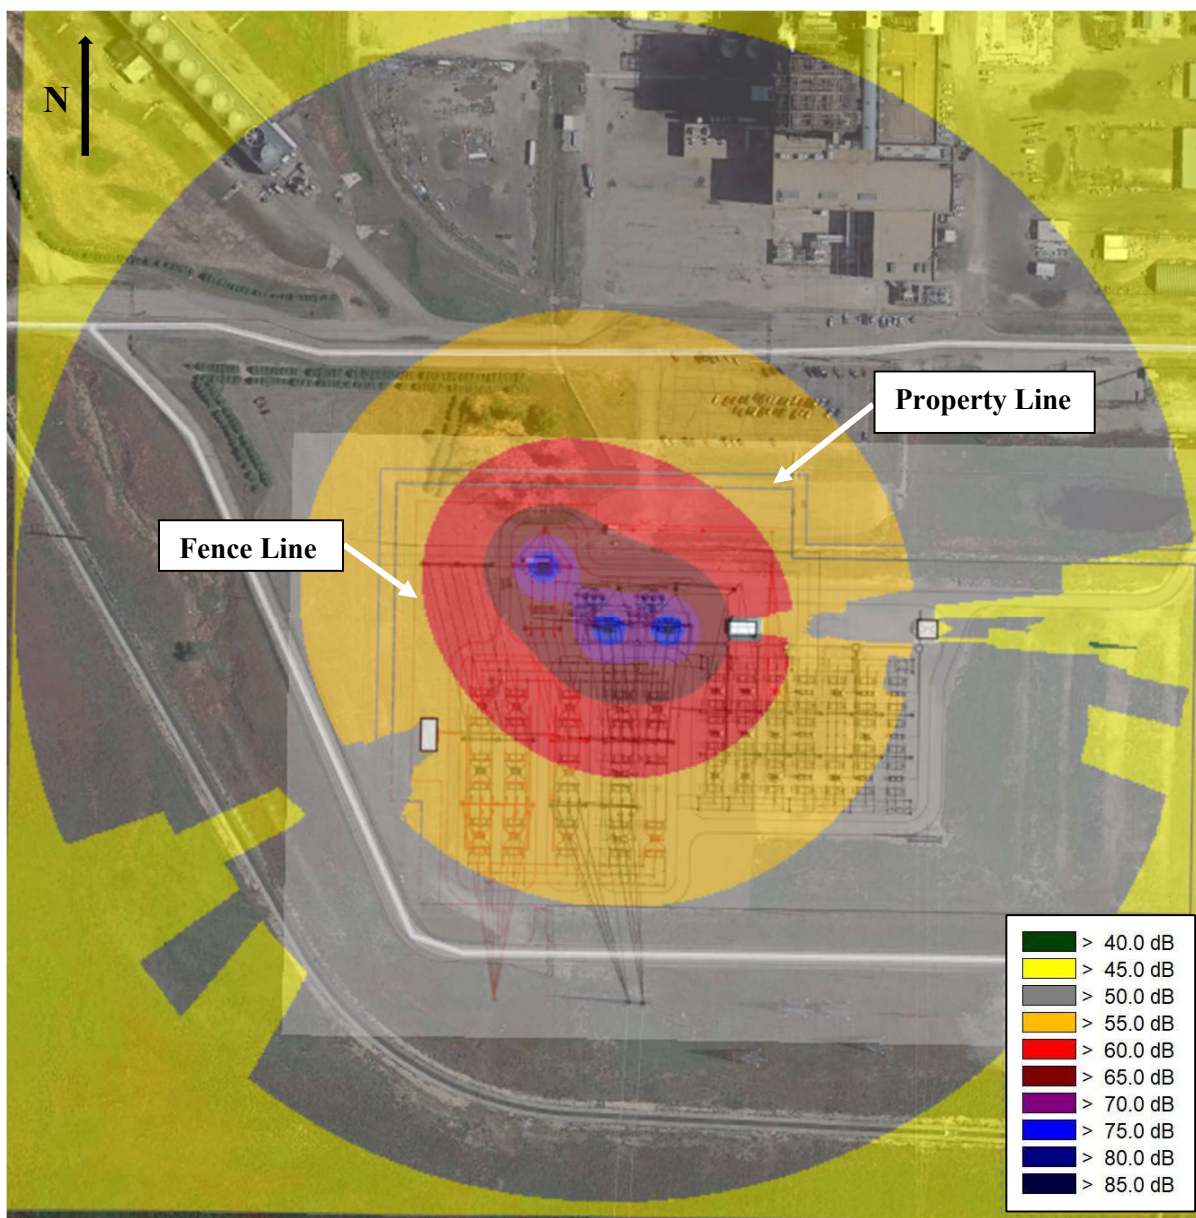 N
Property Line
Fence Line
> 40.0 dB
> 45.0 dB
> 50.0 dB
> 55.0 dB
> 60.0 dB
> 65.0 dB
> 70.0 dB
> 75.0 dB
> 80.0 dB
> 85.0 dB